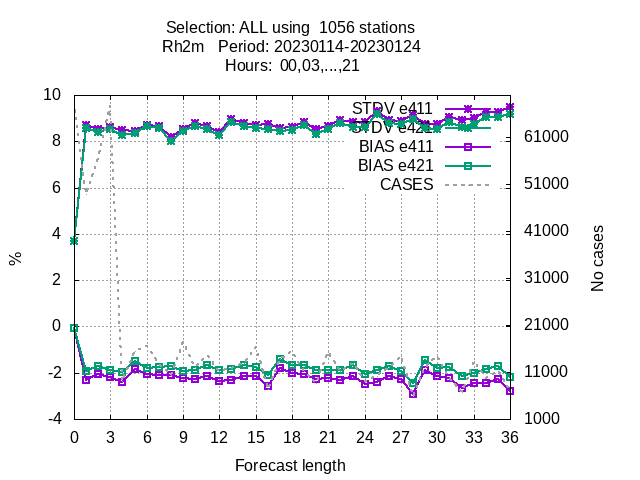 Selection: ALL using  1056 stations
Rh2m   Period: 20230114-20230124
Hours:  00,03,...,21
10
8
6
4
2
0
-2
-4
%
STDV e411
STDV e421
BIAS e411
BIAS e421
CASES
61000
51000
41000
31000
21000
11000
1000
No cases
0 3 6 9 12 15 18 21 24 27 30 33 36
Forecast length